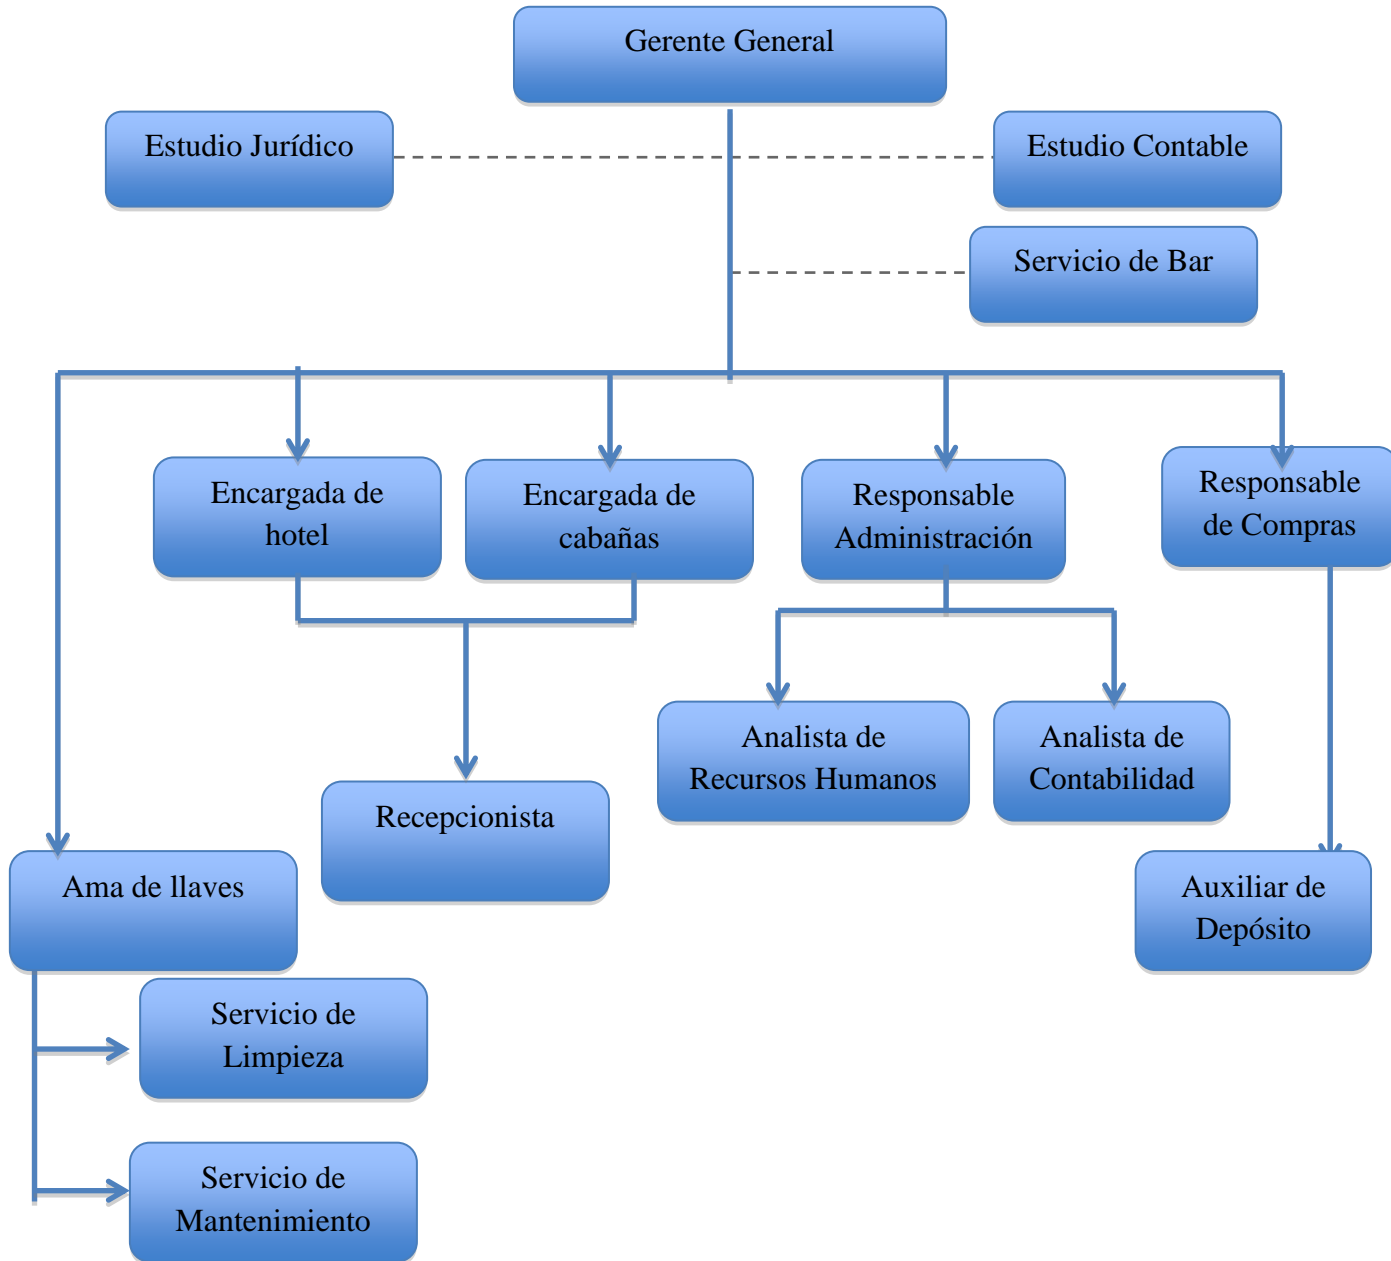 Gerente General
Estudio Jurídico
Estudio Contable
Servicio de Bar
Encargada de
hotel
Encargada de
cabañas
Responsable
Administración
Responsable
de Compras
Analista de
Recursos Humanos
Analista de
Contabilidad
Recepcionista
Ama de llaves
Auxiliar de
Depósito
Servicio de
Limpieza
Servicio de
Mantenimiento